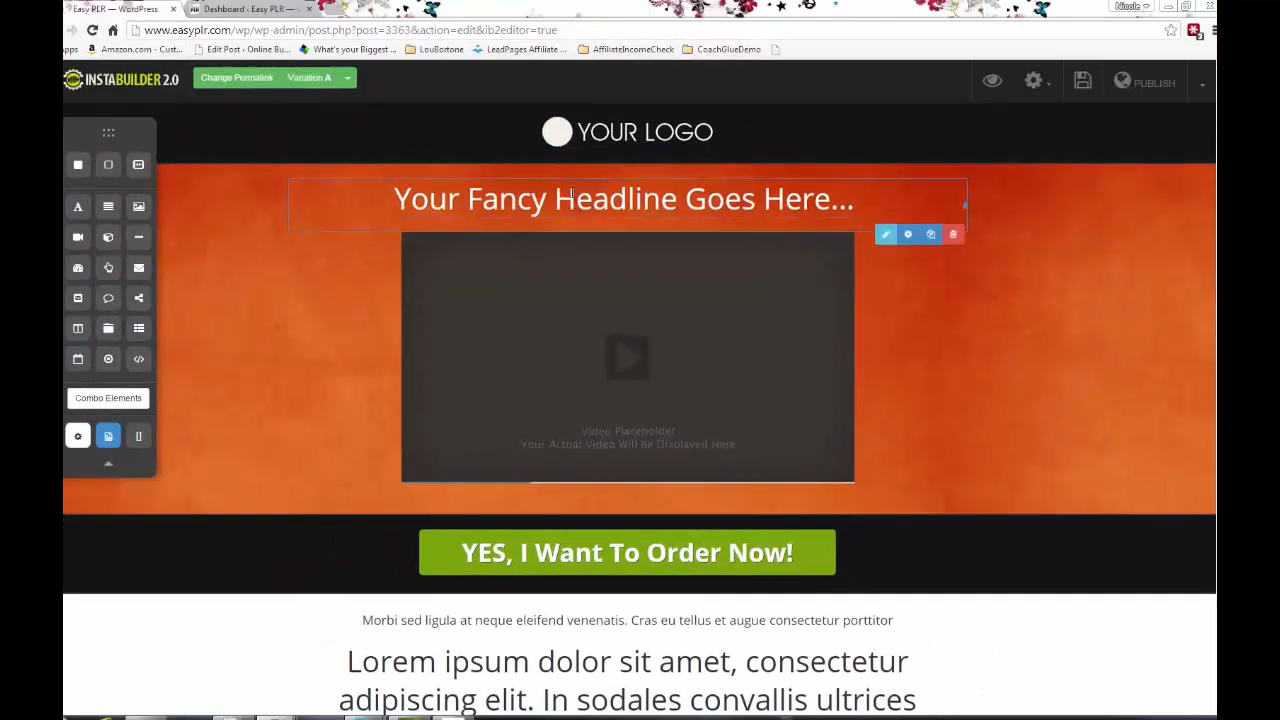 Easy PLR — WordPress
Dashboard ‹ Easy PLR —
www.easyplr.com/wp/wp-admin/post.php?post=3363&action=edit&ib2editor=true
Apps Amazon.com - Cust... Edit Post ‹ Online Bu... What's your Biggest ... LouBortone LeadPages Affiliate ... AffiliateIncomeCheck CoachGlueDemo
INSTABUILDER 2.0 Change Permalink Variation A PUBLISH
YOUR LOGO
Your Fancy Headline Goes Here...
Video Placeholder
Your Actual Video Will Be Displayed Here
Combo Elements
YES, I Want To Order Now!
Morbi sed ligula at neque eleifend venenatis. Cras eu tellus et augue consectetur porttitor
Lorem ipsum dolor sit amet, consectetur
adipiscing elit. In sodales convallis ultrices